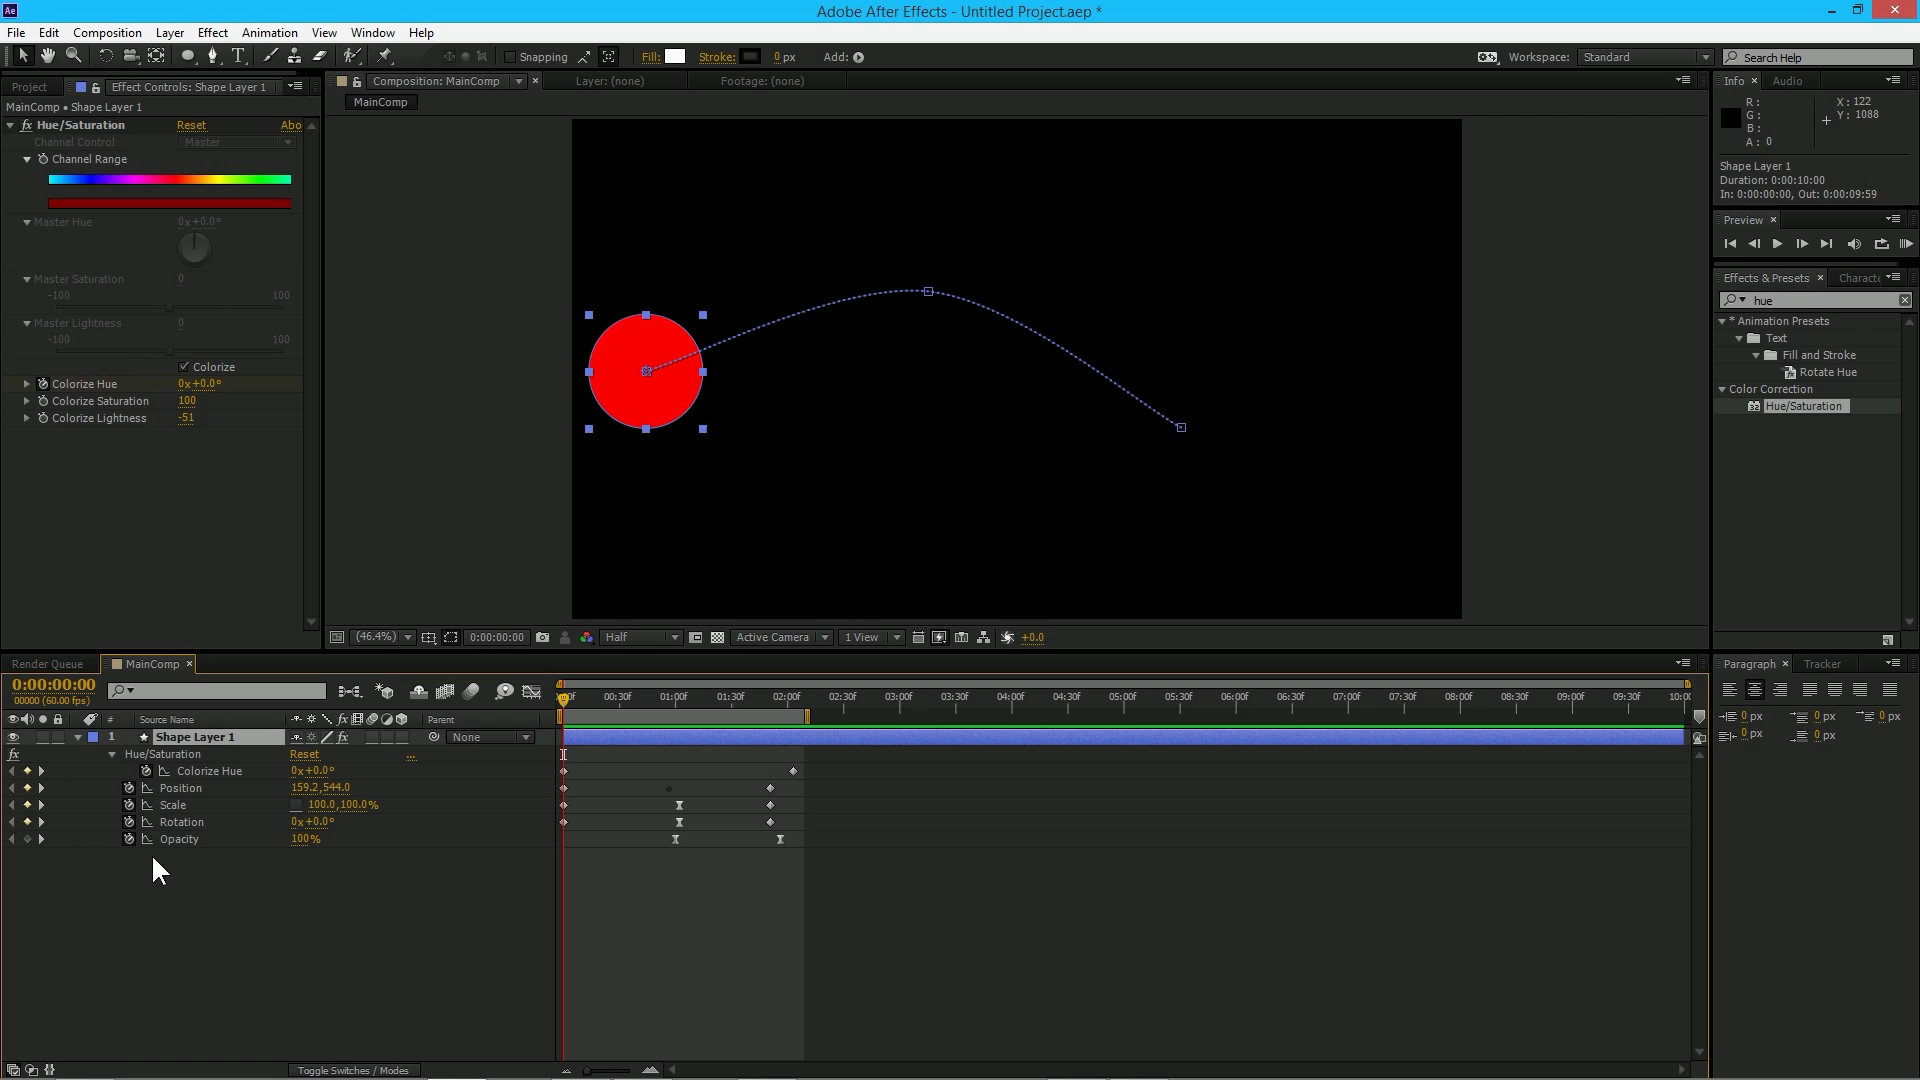 Ae
Adobe After Effects - Untitled Project.aep *
File Edit Composition Layer Effect Animation View Window Help
Snapping Fill: Stroke: 0 px Add: Workspace: Standard Search Help
Project Effect Controls: Shape Layer 1 Composition: MainComp Layer: (none) Footage: (none) Info Audio
MainComp • Shape Layer 1
MainComp
R: X: 122
G: Y: 1088
B:
A: 0
Hue/Saturation Reset Abo
Channel Control Master
Channel Range
Master Hue 0x+0.0°
Master Saturation 0
-100 100
Master Lightness 0
-100 100
Colorize
Colorize Hue 0x+0.0°
Colorize Saturation 100
Colorize Lightness -51
Shape Layer 1
Duration: 0:00:10:00
In: 0:00:00:00, Out: 0:00:09:59
Preview
Effects & Presets Characte
hue
* Animation Presets
Text
Fill and Stroke
Rotate Hue
Color Correction
32
Hue/Saturation
(46.4%) 0:00:00:00 Half Active Camera 1 View +0.0
Render Queue MainComp
0:00:00:00
00000 (60.00 fps)
00:30f 01:00f 01:30f 02:00f 02:30f 03:00f 03:30f 04:00f 04:30f 05:00f 05:30f 06:00f 06:30f 07:00f 07:30f 08:00f 08:30f 09:00f 09:30f 10:00
# Source Name fx Parent
1 Shape Layer 1 fx None
fx Hue/Saturation Reset ...
Colorize Hue 0x+0.0°
Position 159.2,544.0
Scale 100.0,100.0%
Rotation 0x+0.0°
Opacity 100%
Toggle Switches / Modes
Paragraph Tracker
0 px 0 px 0 px
0 px 0 px